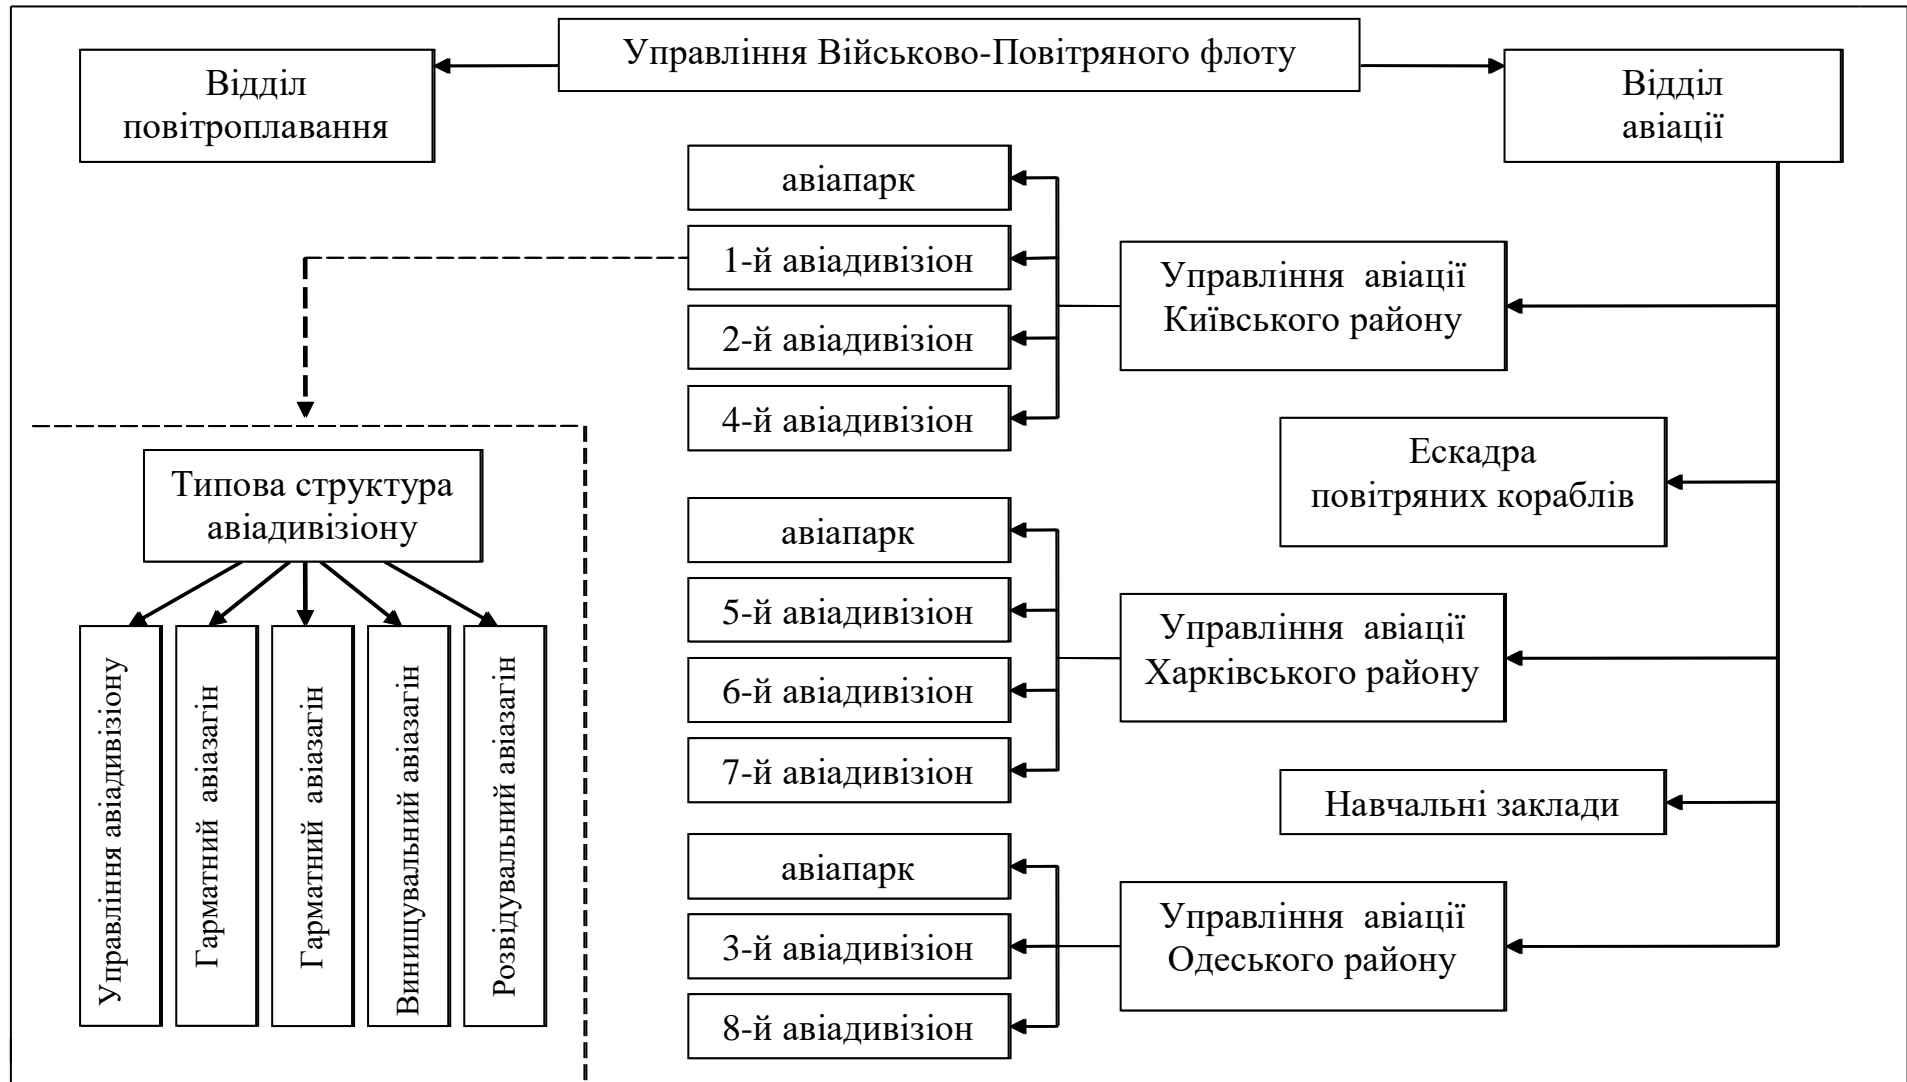 Управління Військово-Повітряного флоту
Відділ
повітроплавання
Відділ
авіації
авіапарк
1-й авіадивізіон
2-й авіадивізіон
4-й авіадивізіон
Управління авіації
Київського району
Ескадра
повітряних кораблів
Типова структура
авіадивізіону
Управління авіадивізіону
Гарматний авіазагін
Гарматний авіазагін
Винищувальний авіазагін
Розвідувальний авіазагін
авіапарк
5-й авіадивізіон
6-й авіадивізіон
7-й авіадивізіон
Управління авіації
Харківського району
Навчальні заклади
авіапарк
3-й авіадивізіон
8-й авіадивізіон
Управління авіації
Одеського району